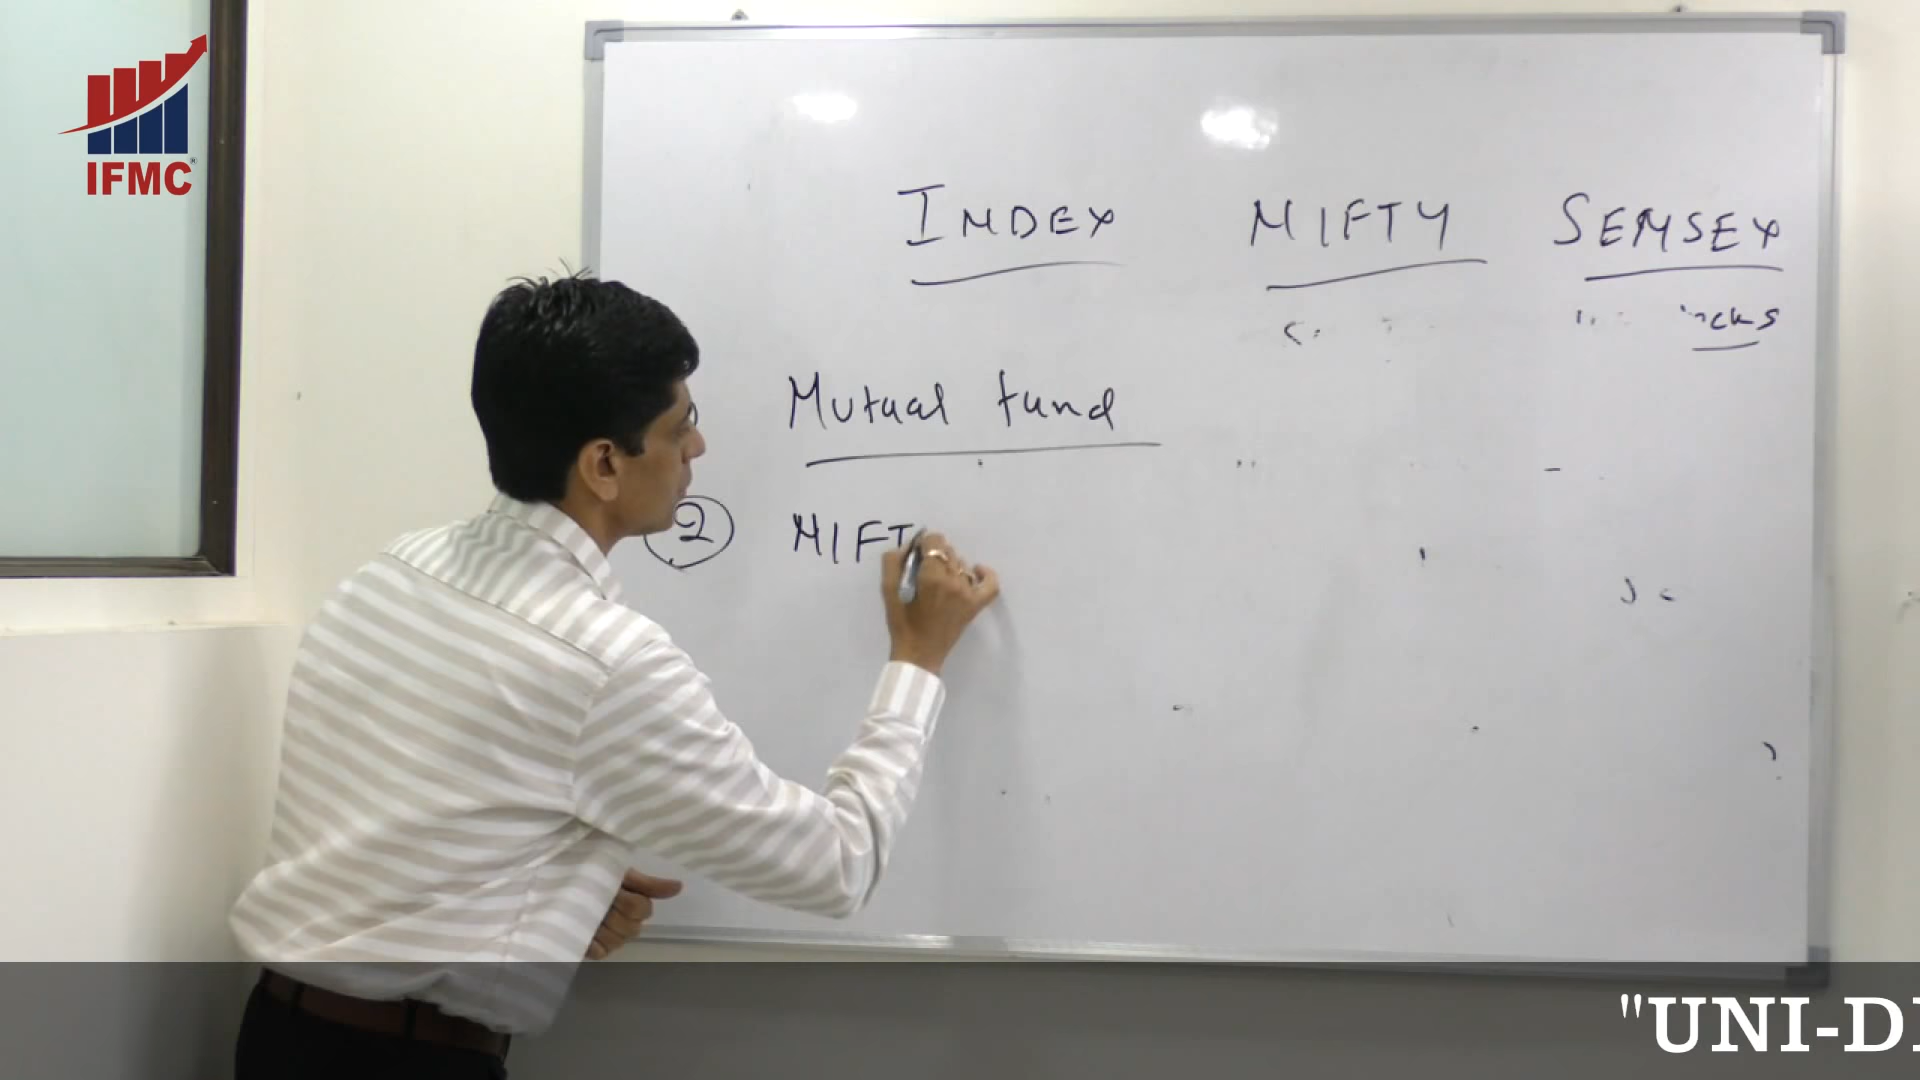 IFMC
INDEX NIFTY SENSEX
Mutual fund
2 NIFT
"UNI-DI